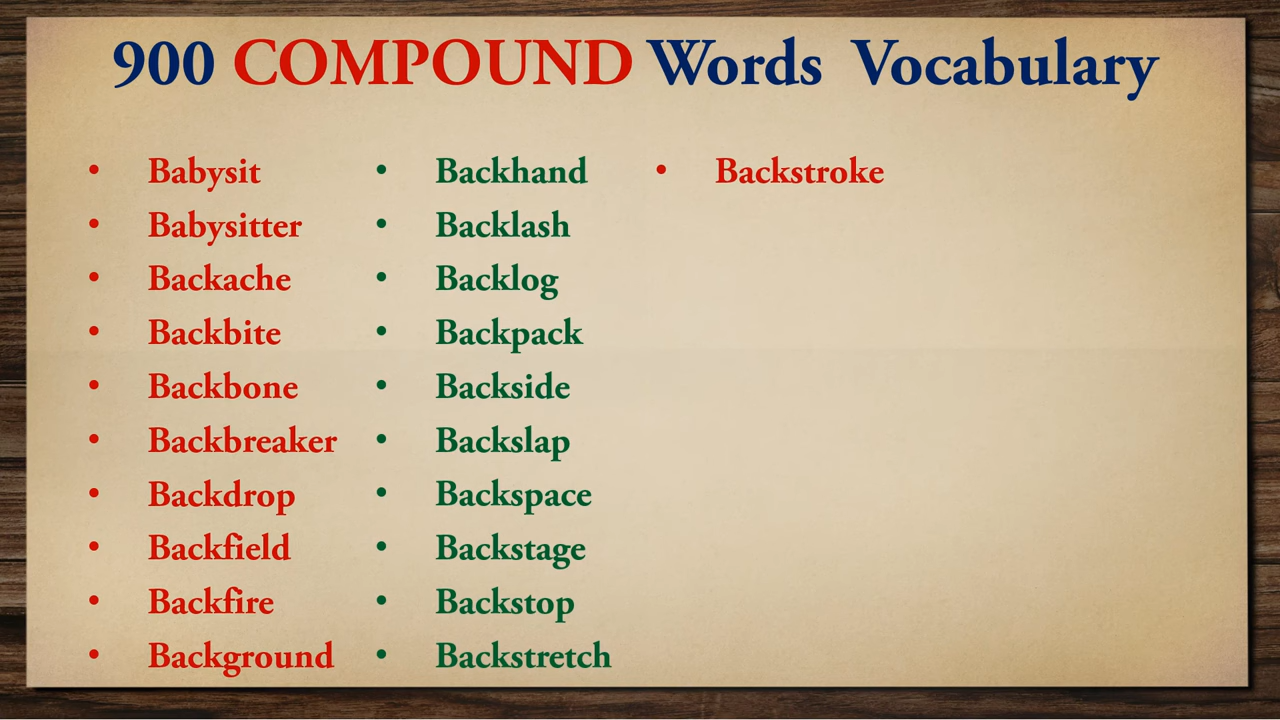 900 COMPOUND Words Vocabulary
• Babysit
• Babysitter
• Backache
• Backbite
• Backbone
• Backbreaker
• Backdrop
• Backfield
• Backfire
• Background
• Backhand
• Backlash
• Backlog
• Backpack
• Backside
• Backslap
• Backspace
• Backstage
• Backstop
• Backstretch
• Backstroke